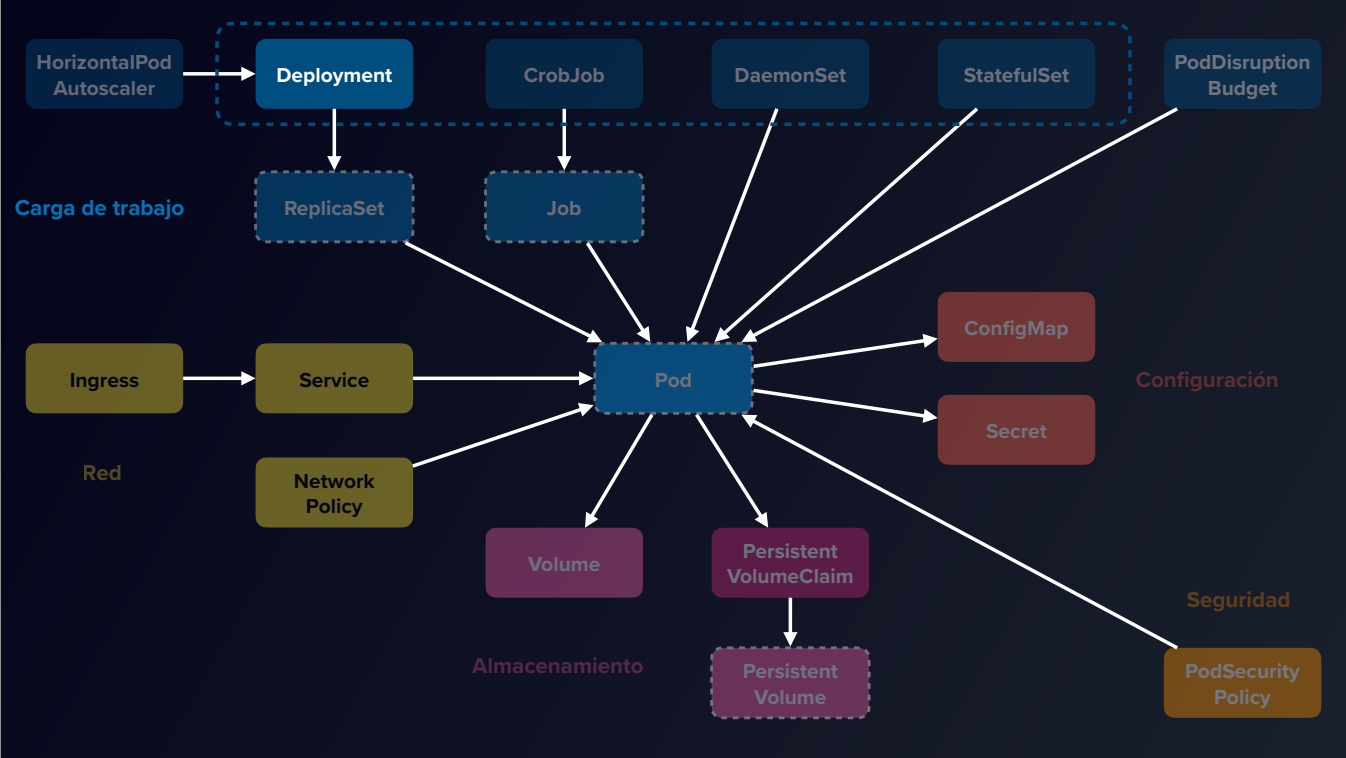 HorizontalPod
Autoscaler
Deployment
CrobJob
DaemonSet
StatefulSet
PodDisruption
Budget
Carga de trabajo
ReplicaSet
Job
Ingress
Service
Pod
ConfigMap
Configuración
Secret
Red
Network
Policy
Volume
Persistent
VolumeClaim
Seguridad
Almacenamiento
Persistent
Volume
PodSecurity
Policy